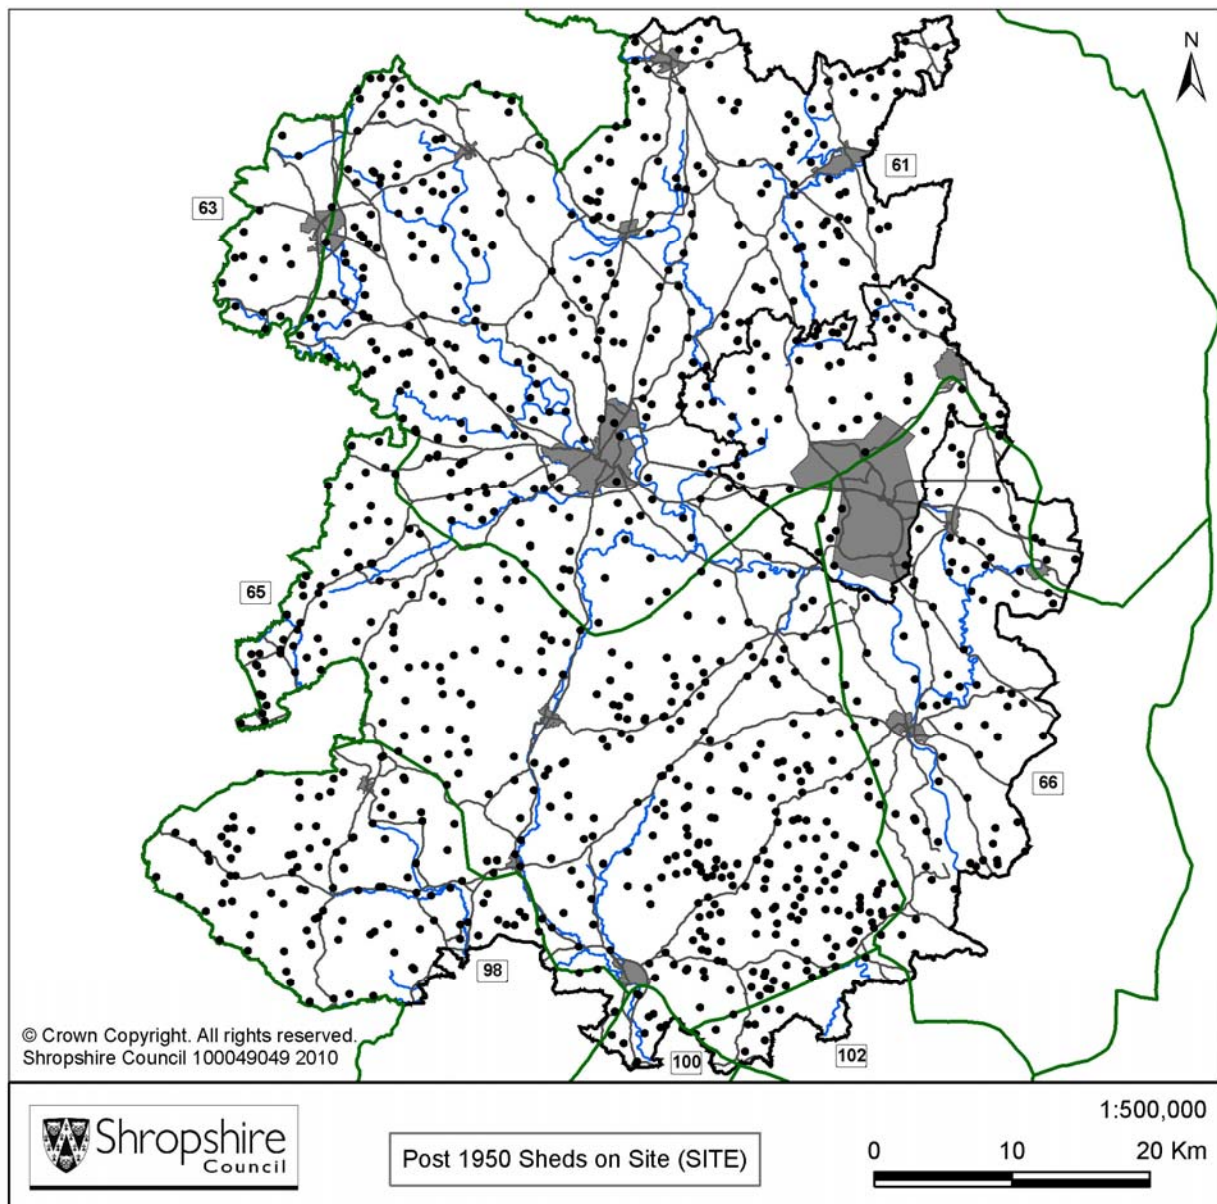 N
61
63
65
66
98
100
102
© Crown Copyright. All rights reserved.
Shropshire Council 100049049 2010
Shropshire
Council
Post 1950 Sheds on Site (SITE)
1:500,000
0 10 20 Km